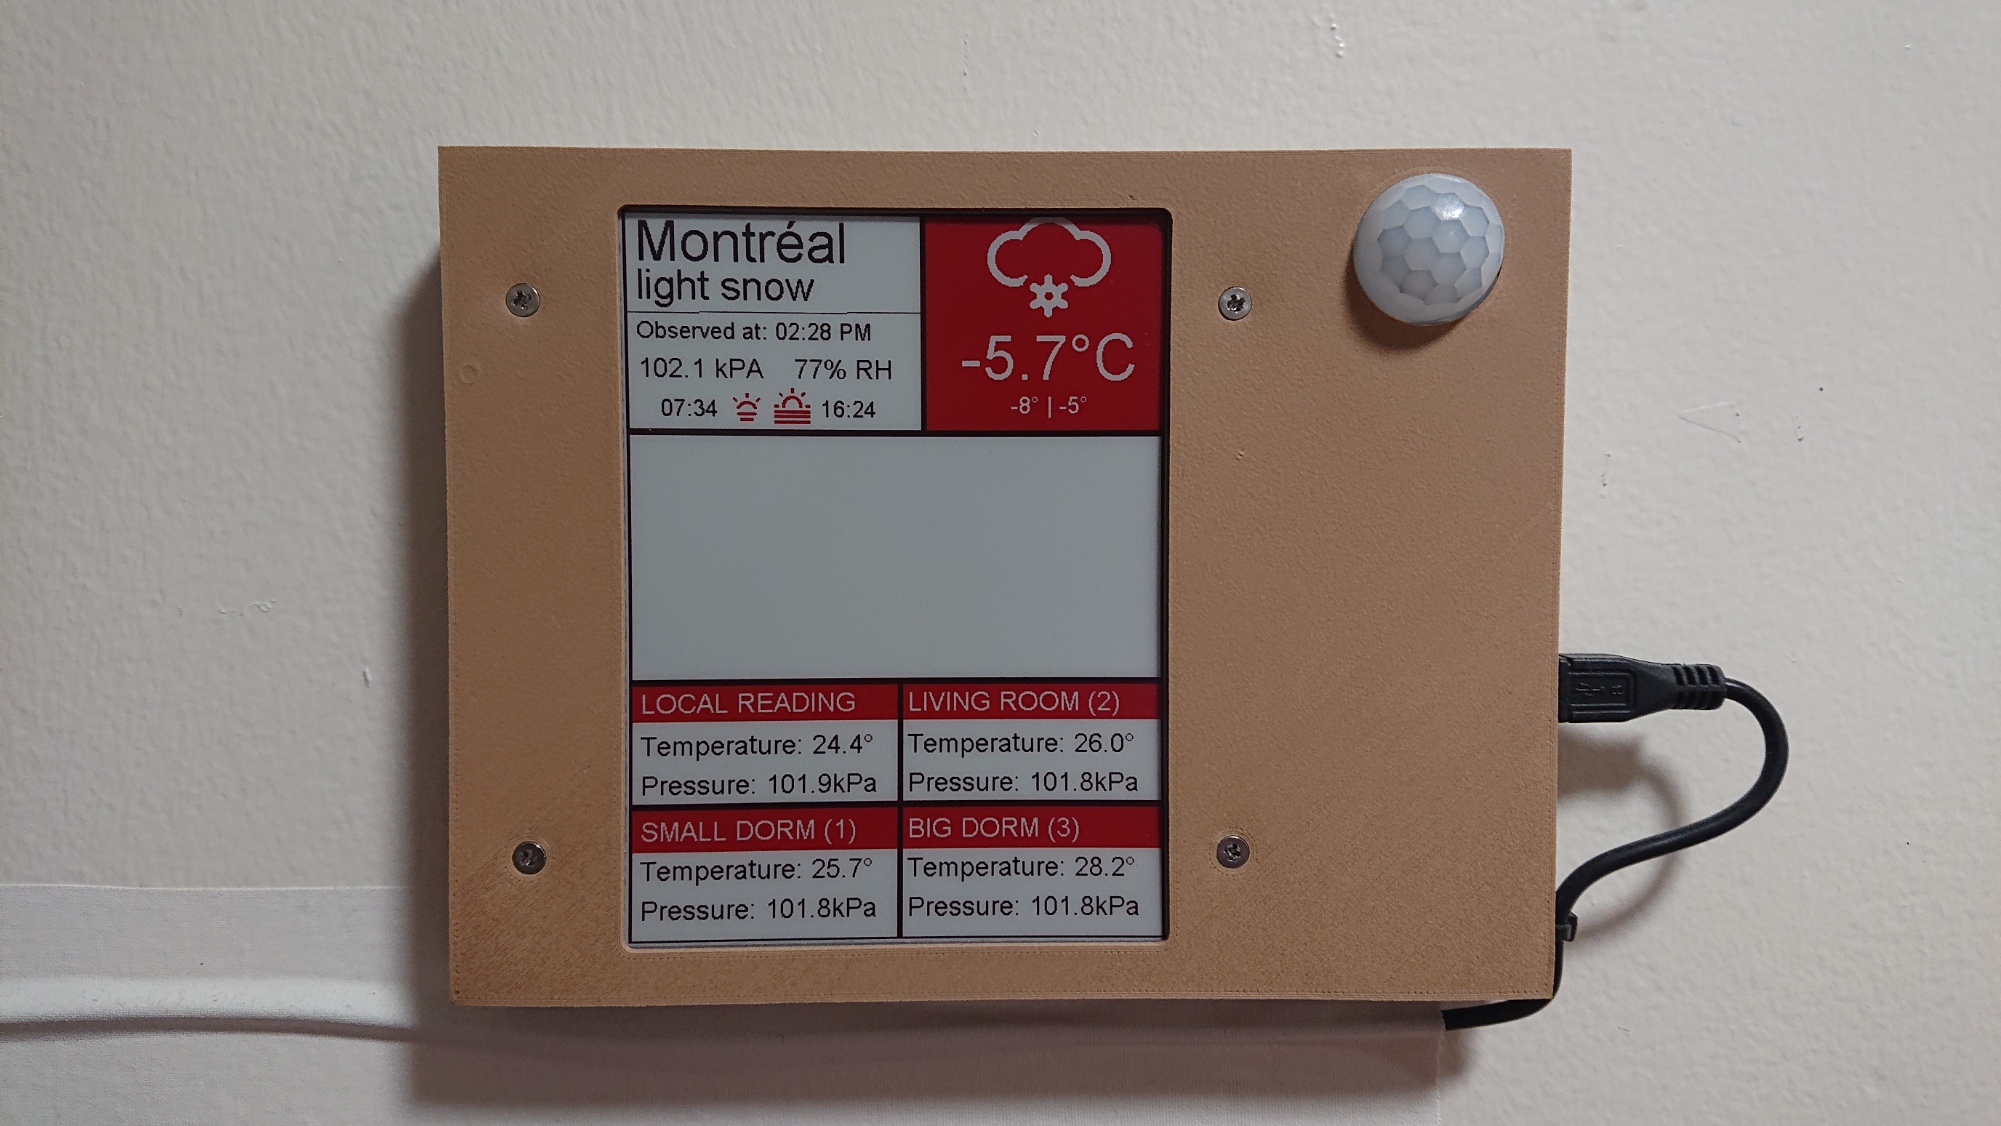 Montréal
light snow
Observed at: 02:28 PM
102.1 kPA 77% RH
07:34 16:24
-5.7°C
-8° | -5°
LOCAL READING
Temperature: 24.4°
Pressure: 101.9kPa
LIVING ROOM (2)
Temperature: 26.0°
Pressure: 101.8kPa
SMALL DORM (1)
Temperature: 25.7°
Pressure: 101.8kPa
BIG DORM (3)
Temperature: 28.2°
Pressure: 101.8kPa